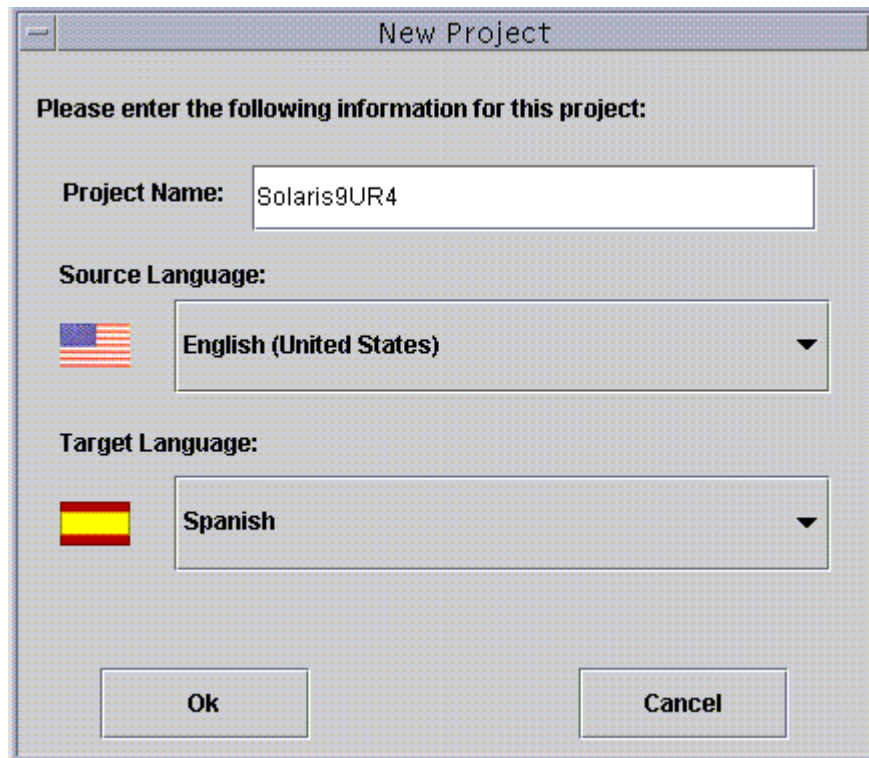 New Project
Please enter the following information for this project:
Project Name: Solaris9UR4
Source Language:
English (United States)
Target Language:
Spanish
Ok Cancel